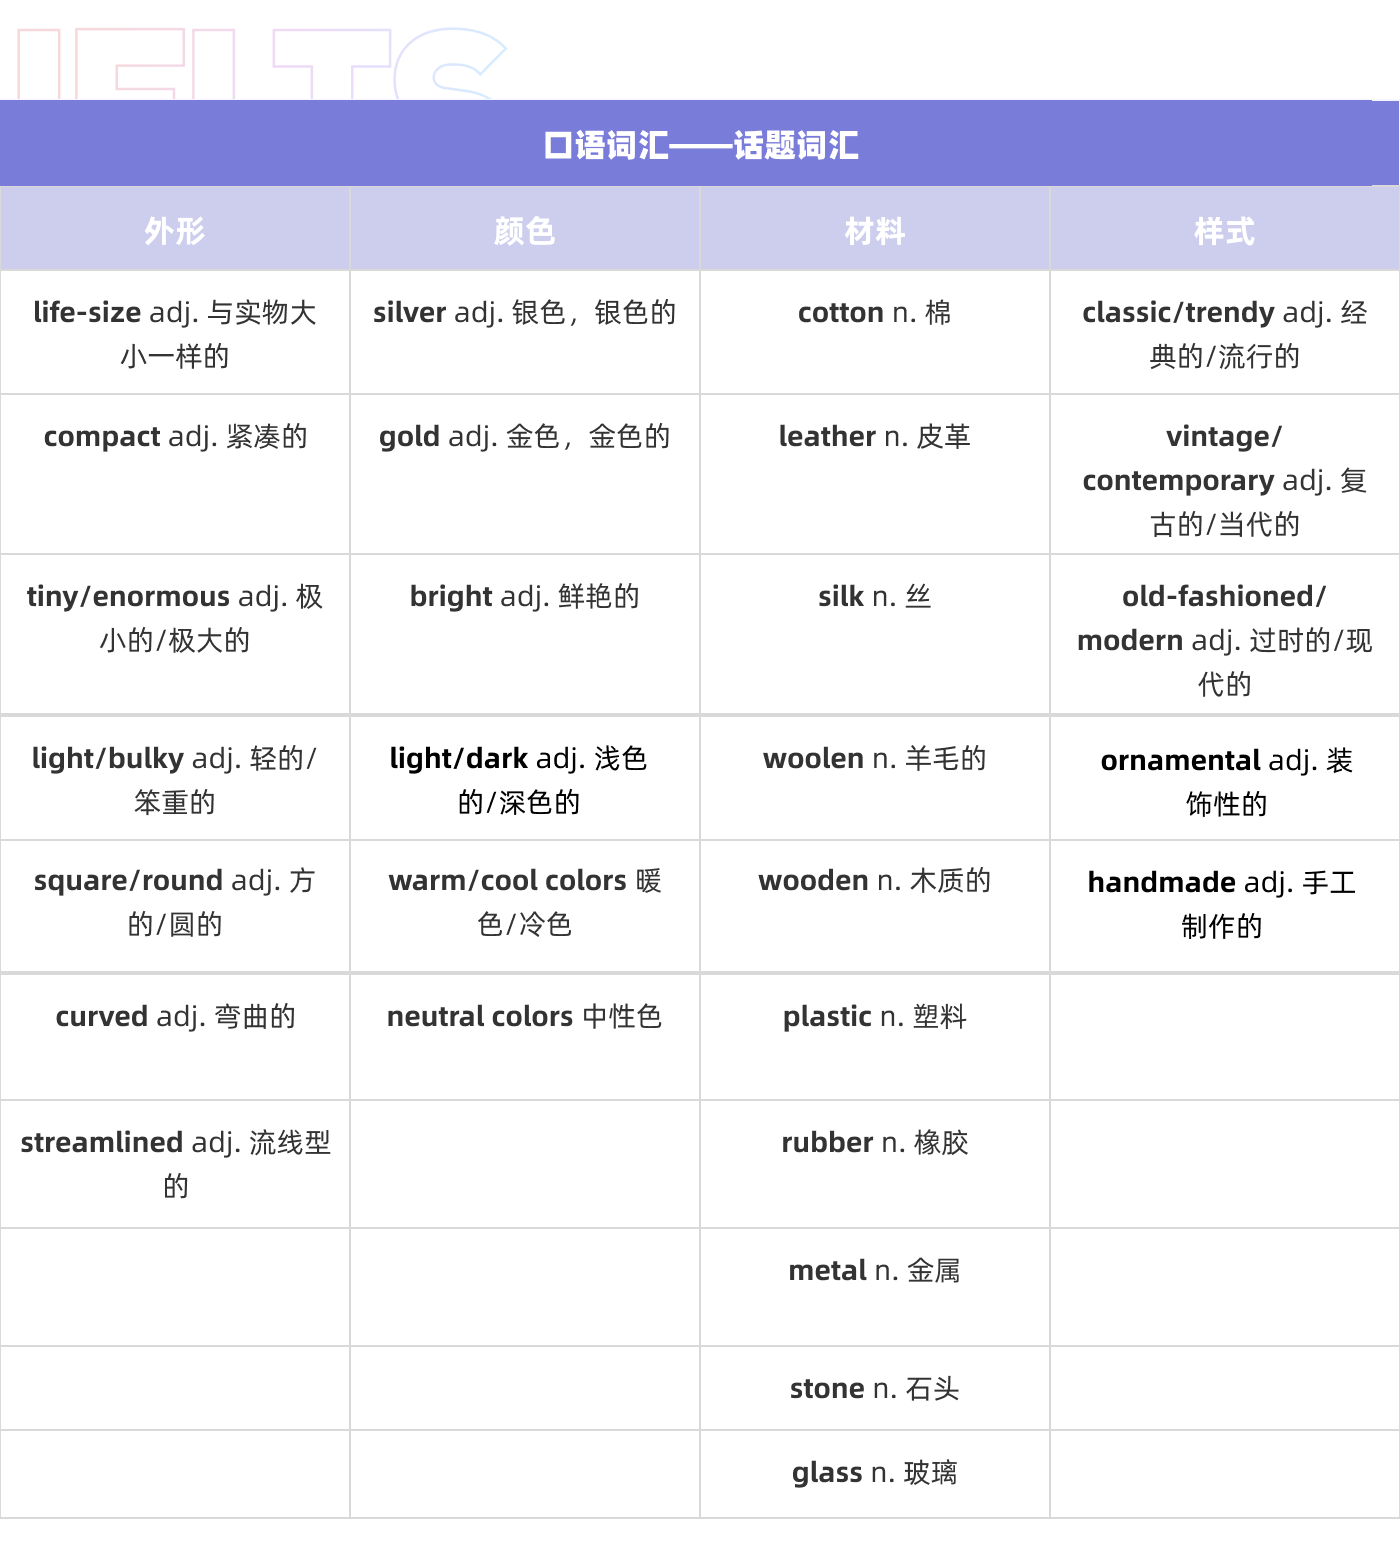 IELTS
口语词汇——话题词汇
外形
颜色
材料
样式
life-size adj. 与实物大
小一样的
silver adj. 银色，银色的
cotton n. 棉
classic/trendy adj. 经
典的/流行的
compact adj. 紧凑的
gold adj. 金色，金色的
leather n. 皮革
vintage/
contemporary adj. 复
古的/当代的
tiny/enormous adj. 极
小的/极大的
bright adj. 鲜艳的
silk n. 丝
old-fashioned/
modern adj. 过时的/现
代的
light/bulky adj. 轻的/
笨重的
light/dark adj. 浅色
的/深色的
woolen n. 羊毛的
ornamental adj. 装
饰性的
square/round adj. 方
的/圆的
warm/cool colors 暖
色/冷色
wooden n. 木质的
handmade adj. 手工
制作的
curved adj. 弯曲的
neutral colors 中性色
plastic n. 塑料
streamlined adj. 流线型
的
rubber n. 橡胶
metal n. 金属
stone n. 石头
glass n. 玻璃